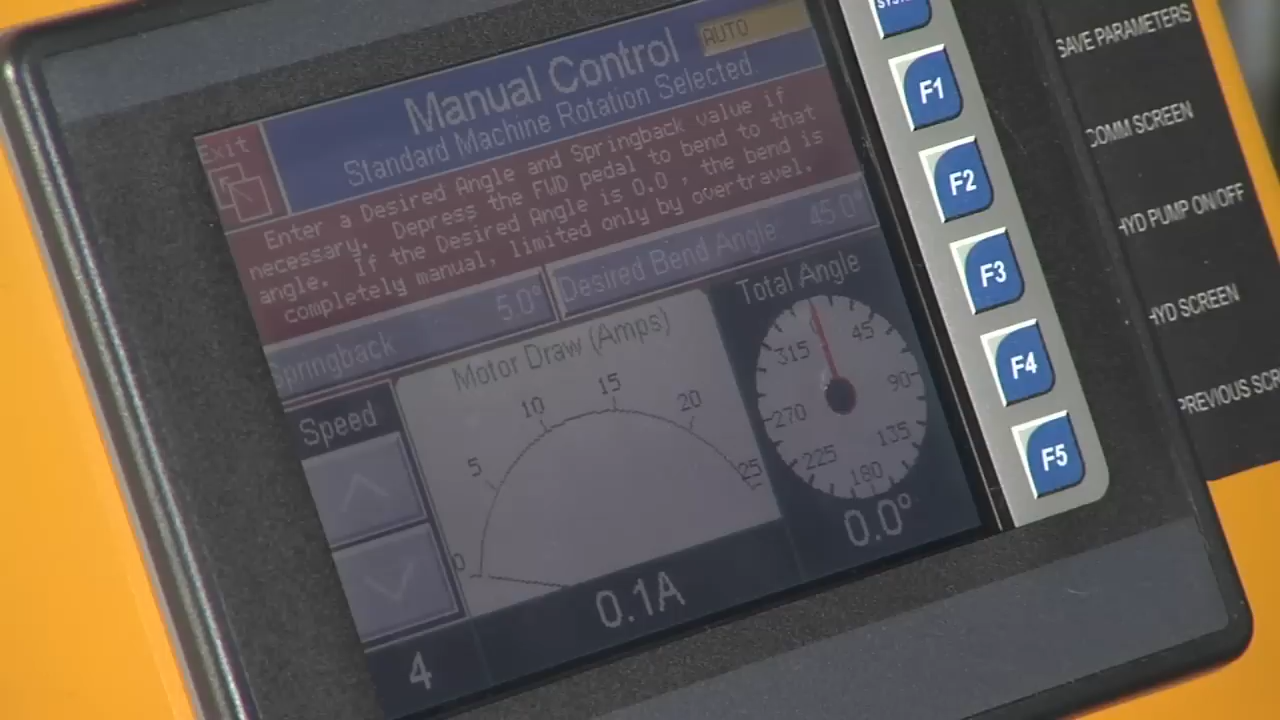 Exit
Manual Control
AUTO
Standard Machine Rotation Selected.
Enter a Desired Angle and Springback value if
necessary. Depress the FWD pedal to bend to that
angle. If the Desired Angle is 0.0 , the bend is
completely manual, limited only by overtravel.
Springback 5.0°
Desired Bend Angle 45.0°
Speed
4
Motor Draw (Amps)
0
5
10
15
20
25
0.1A
Total Angle
0
45
90
135
180
225
270
315
0.0°
F1
F2
F3
F4
F5
SAVE PARAMETERS
COMM SCREEN
HYD PUMP ON/OFF
HYD SCREEN
PREVIOUS